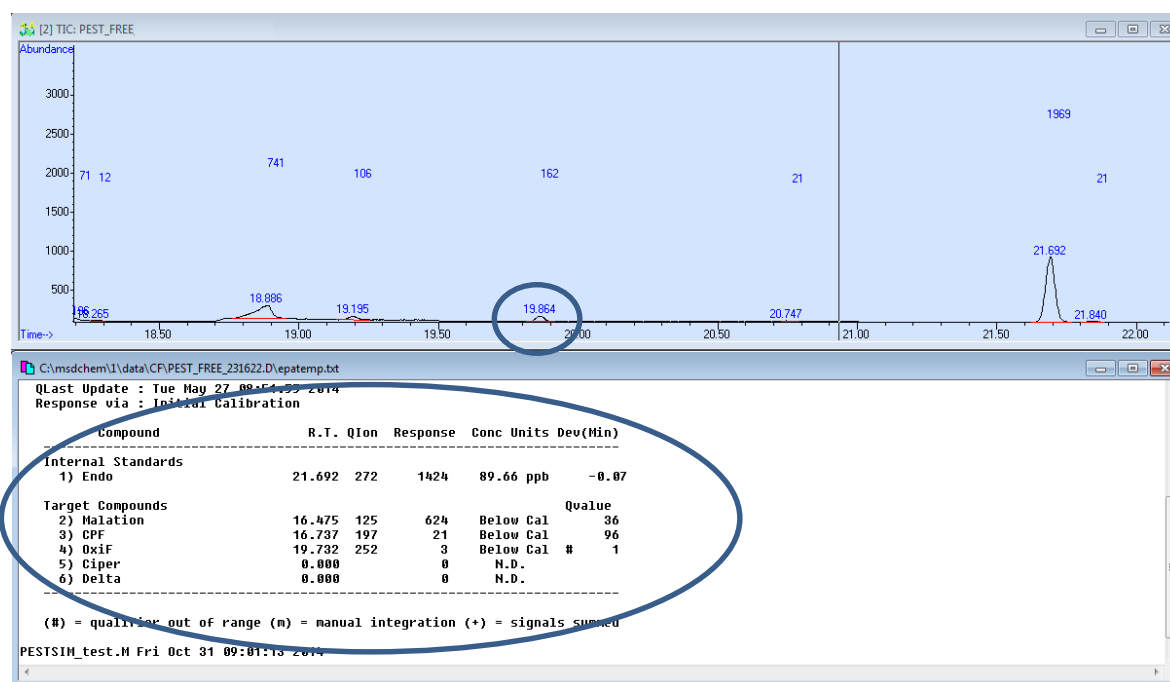 [2] TIC: PEST_FREE
Abundance
3000
2500
2000
1500
1000
500
71 12 741 106 162 21 1969 21
18.265 18.886 19.195 19.864 20.747 21.692 21.840
Time--> 18.50 19.00 19.50 20.00 20.50 21.00 21.50 22.00
C:\msdchem\1\data\CF\PEST_FREE_231622.D\epatemp.txt
QLast Update : Tue May 27 2014
Response via : Initial Calibration
Compound R.T. QIon Response Conc Units Dev(Min)
Internal Standards
1) Endo 21.692 272 1424 89.66 ppb -0.07
Target Compounds Qvalue
2) Malation 16.475 125 624 Below Cal 36
3) CPF 16.737 197 21 Below Cal 96
4) OxiF 19.732 252 3 Below Cal # 1
5) Ciper 0.000 0 N.D.
6) Delta 0.000 0 N.D.
(#) = qualifier out of range (m) = manual integration (+) = signals summed
PESTSIM_test.M Fri Oct 31 09:01:13 2014